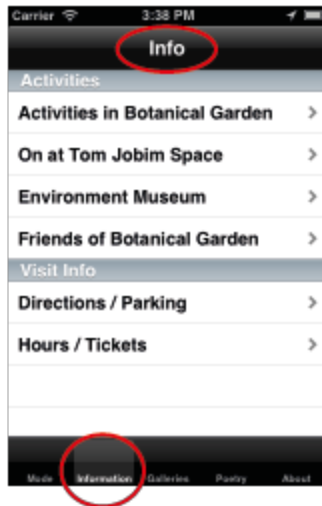 Carrier 3:38 PM
Info
Activities
Activities in Botanical Garden
On at Tom Jobim Space
Environment Museum
Friends of Botanical Garden
Visit Info
Directions / Parking
Hours / Tickets
Mode Information Galleries Poetry About